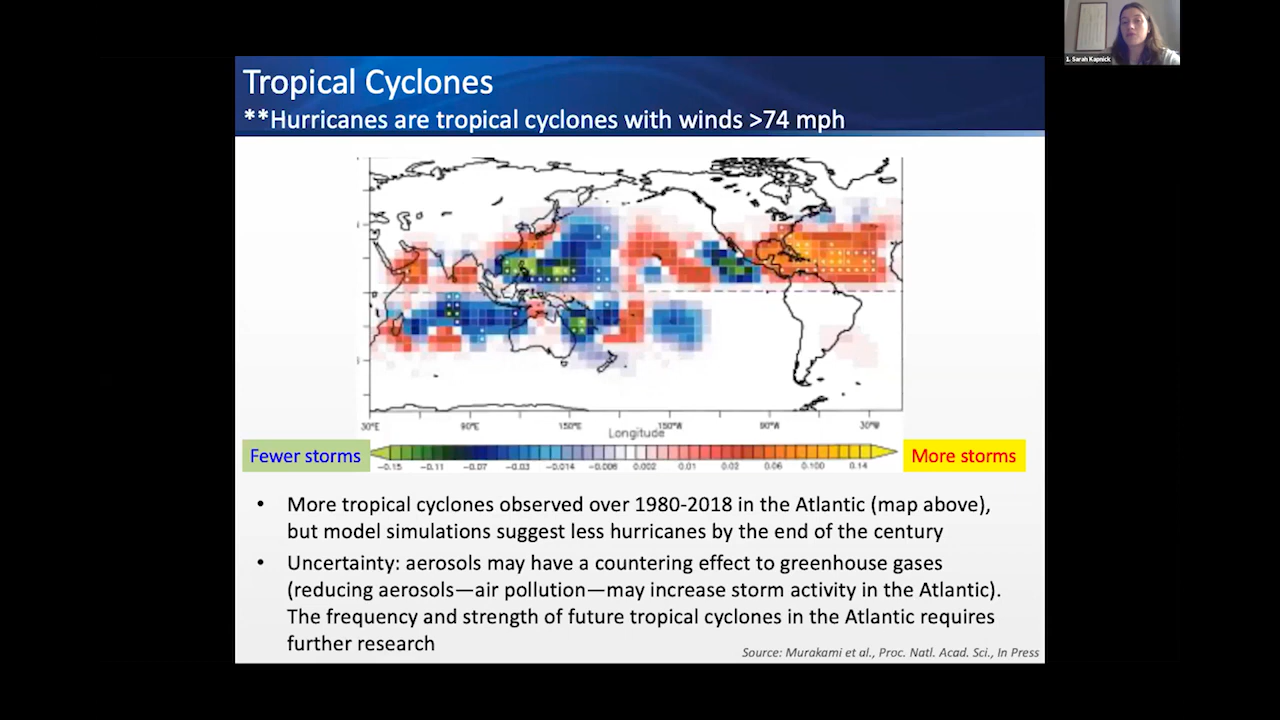 1. Sarah Kapnick
Tropical Cyclones
**Hurricanes are tropical cyclones with winds >74 mph
30°E 90°E 150°E 150°W 90°W 30°W
Longitude
Fewer storms
-0.15 -0.11 -0.07 -0.03 -0.014 -0.006 0.002 0.01 0.02 0.06 0.100 0.14
More storms
• More tropical cyclones observed over 1980-2018 in the Atlantic (map above),
but model simulations suggest less hurricanes by the end of the century
• Uncertainty: aerosols may have a countering effect to greenhouse gases
(reducing aerosols—air pollution—may increase storm activity in the Atlantic).
The frequency and strength of future tropical cyclones in the Atlantic requires
further research
Source: Murakami et al., Proc. Natl. Acad. Sci., In Press